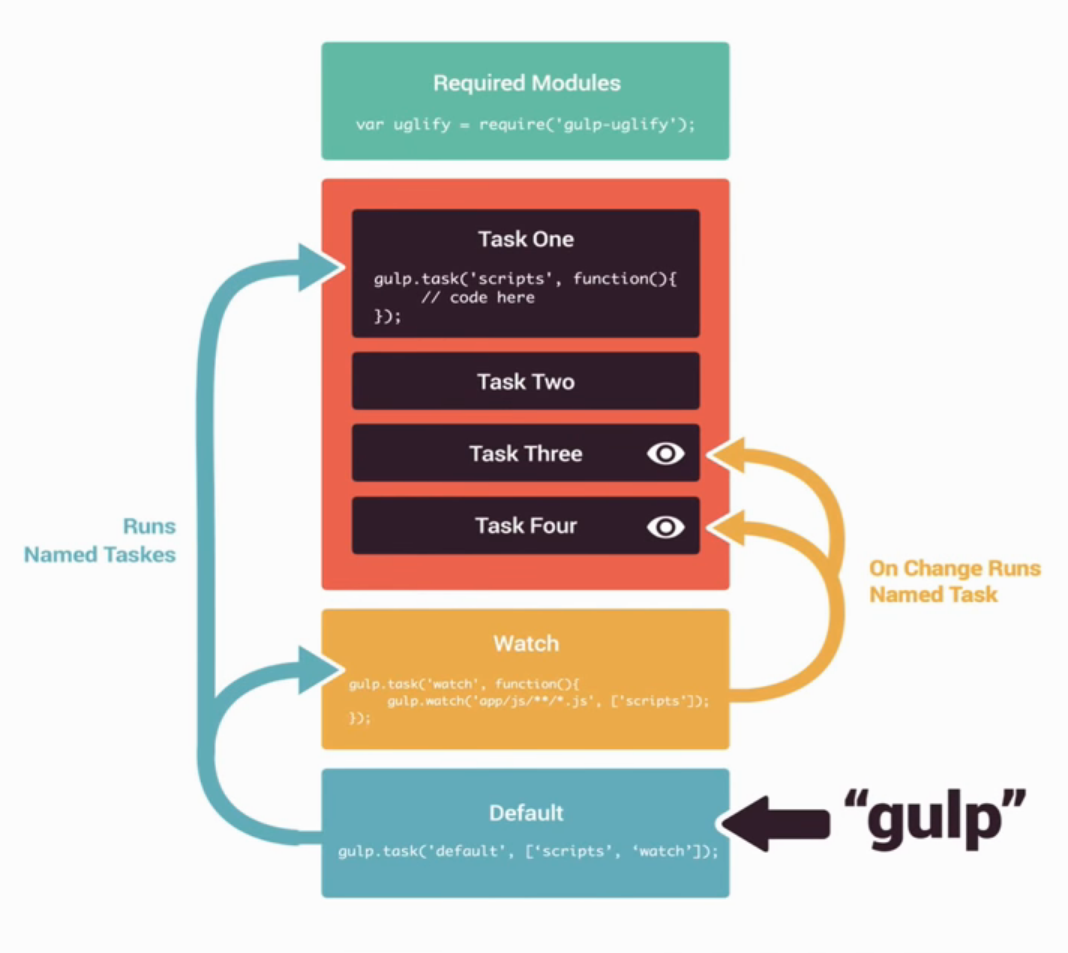 Required Modules
var uglify = require('gulp-uglify');
Task One
gulp.task('scripts', function(){
// code here
});
Task Two
Task Three
Task Four
Runs
Named Taskes
On Change Runs
Named Task
Watch
gulp.task('watch', function(){
gulp.watch('app/js/**/*.js', ['scripts']);
});
Default
gulp.task('default', [‘scripts’, ‘watch’]);
“gulp”